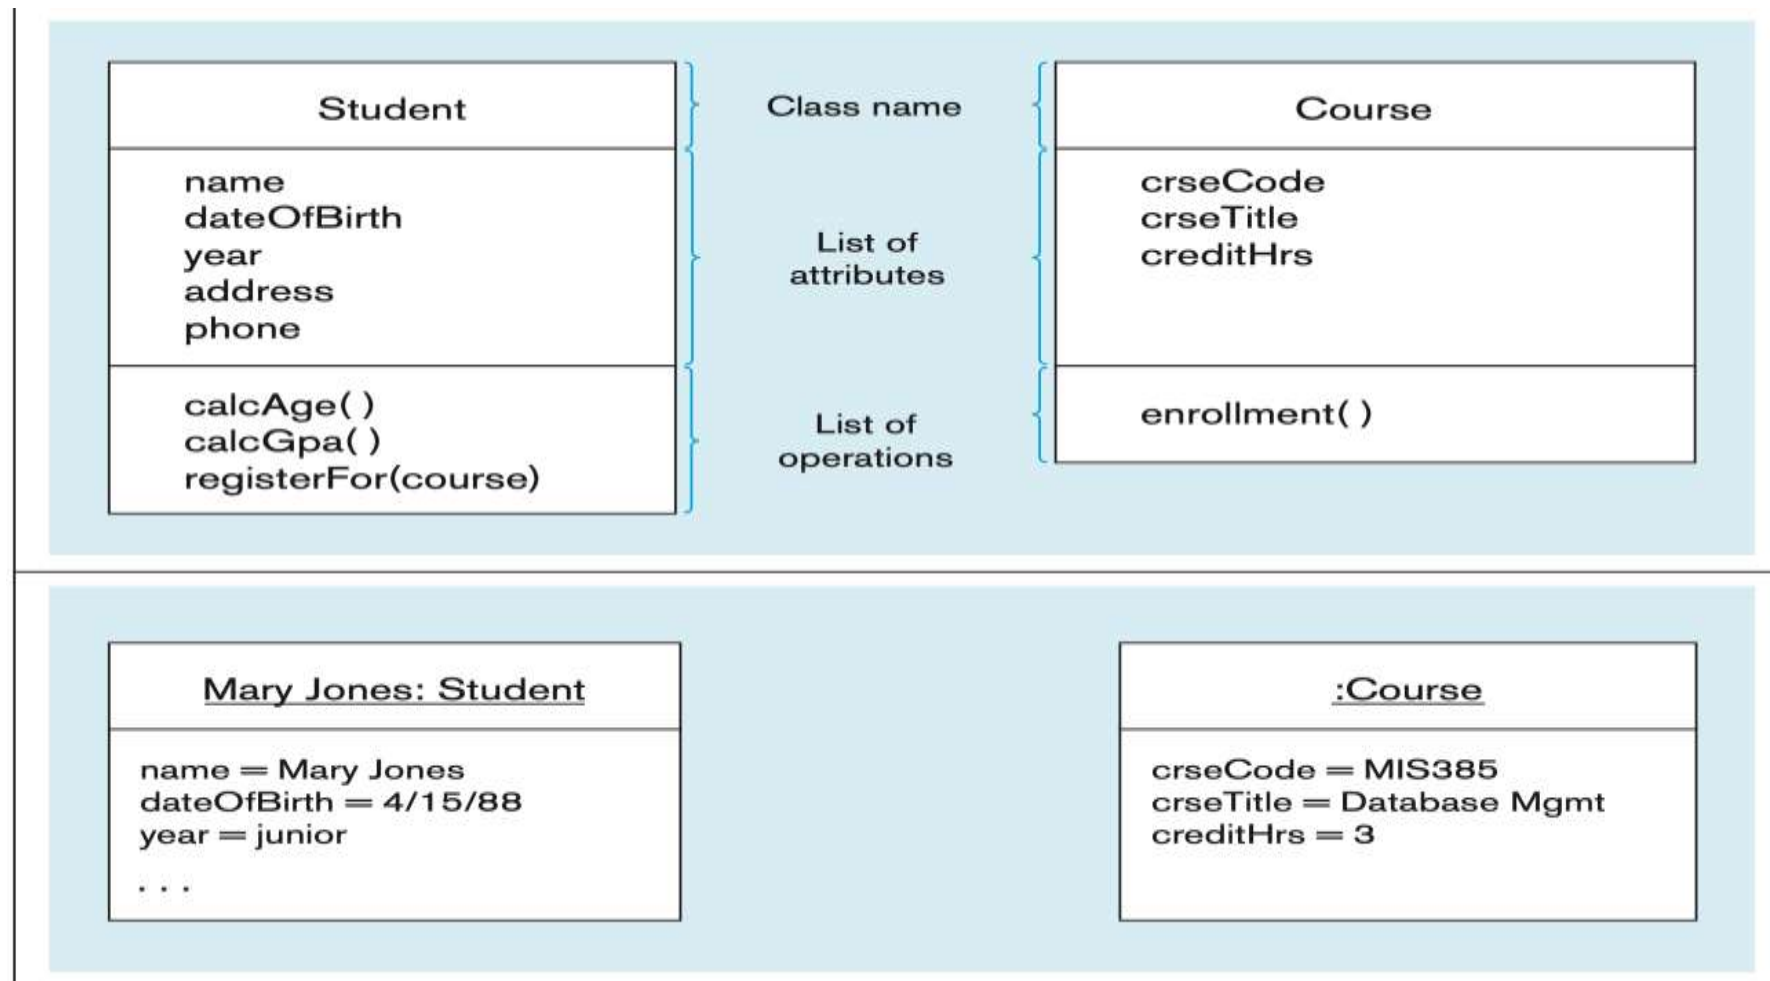 Student
name
dateOfBirth
year
address
phone
calcAge( )
calcGpa( )
registerFor(course)
Class name
List of
attributes
List of
operations
Course
crseCode
crseTitle
creditHrs
enrollment( )
Mary Jones: Student
name = Mary Jones
dateOfBirth = 4/15/88
year = junior
. . .
:Course
crseCode = MIS385
crseTitle = Database Mgmt
creditHrs = 3